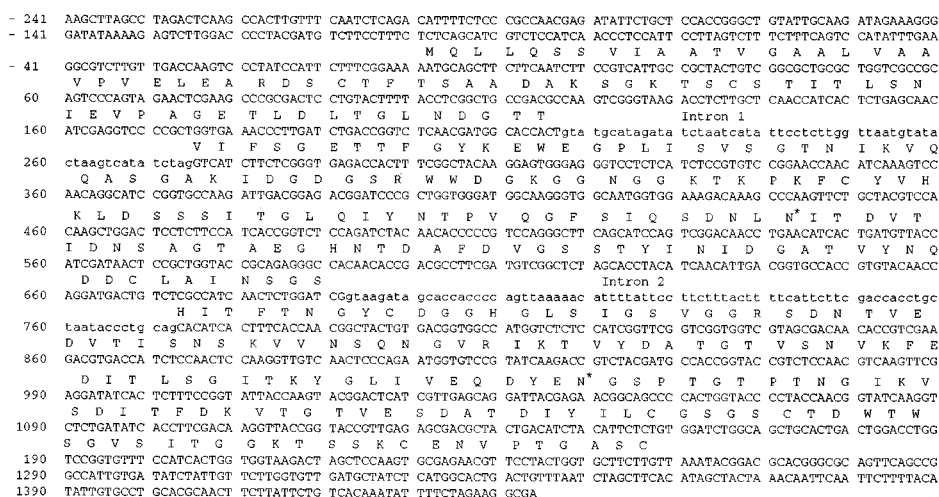 - 241 AAGCTTAGCC TAGACTCAAG CCACTTGTTT CAATCTCAGA CATTTTCTCC CGCCAACGAG ATATTCTGCT CCACCGGGCT GTATTGCAAG ATAGAAAGGG
- 141 GATATAAAAG AGTCTTGGAC CCCTACGATG TCTTCCTTTC TCTCAGCATC GTCTCCATCA ACCCTCCATT CCTTAGTCTT TCTTTCAGTC CATATTTGAA
M Q L L Q S S V I A A T V G A A L V A A
- 41 GGCGTCTTGT TGACCAAGTC CCTATCCATT CTCTTCGGAA AATGCAGCTT CTTCAATCTT CCGTCATTGC CGCTACTGTC GGCGCTGCGC TGGTCGCCGC
V P V E L E A R D S C T F T S A A D A K S G K T S C S T I T L S N
60 AGTCCCAGTA GAACTCGAAG CCCGCGACTC CTGTACTTTT ACCTCGGCTG CCGACGCCAA GTCGGGTAAG ACCTCTTGCT CAACCATCAC TCTGAGCAAC
I E V P A G E T L D L T G L N D G T T Intron 1
160 ATCGAGGTCC CCGCTGGTGA AACCCTTGAT CTGACCGGTC TCAACGATGG CACCACTgta tgcatagata tctaatcata ttcctcttgg ttaatgtata
V I F S G E T T F G Y K E W E G P L I S V S G T N I K V Q
260 ctaagtcata tctagGTCAT CTTCTCGGGT GAGACCACTT TCGGCTACAA GGAGTGGGAG GGTCCTCTCA TCTCCGTGTC CGGAACCAAC ATCAAAGTCC
Q A S G A K I D G D G S R W W D G K G G N G G K T K P K F C Y V H
360 AACAGGCATC CGGTGCCAAG ATTGACGGAG ACGGATCCCG CTGGTGGGAT GGCAAGGGTG GCAATGGTGG AAAGACAAAG CCCAAGTTCT GCTACGTCCA
K L D S S S I T G L Q I Y N T P V Q G F S I Q S D N L N* I T D V T
460 CAAGCTGGAC TCCTCTTCCA TCACCGGTCT CCAGATCTAC AACACCCCCG TCCAGGGCTT CAGCATCCAG TCGGACAACC TGAACATCAC TGATGTTACC
I D N S A G T A E G H N T D A F D V G S S T Y I N I D G A T V Y N Q
560 ATCGATAACT CCGCTGGTAC CGCAGAGGGC CACAACACCG ACGCCTTCGA TGTCGGCTCT AGCACCTACA TCAACATTGA CGGTGCCACC GTGTACAACC
D D C L A I N S G S Intron 2
660 AGGATGACTG TCTCGCCATC AACTCTGGAT CGgtaagata gcaccacccc cagttaaaaac attttattcc ttctttactt tttcattcttc gaccacctgc
H I T F T N G Y C D G G H G L S I G S V G G R S D N T V E
760 taataccctg cagCACATCA CTTTCACCAA CGGCTACTGT GACGGTGGCC ATGGTCTCTC CATCGGTTCG GTCGGTGGTC GTAGCGACAA CACCGTCGAA
D V T I S N S K V V N S Q N G V R I K T V Y D A T G T V S N V K F E
860 GACGTGACCA TCTCCAACTC CAAGGTTGTC AACTCCCAGA ATGGTGTCCG TATCAAGACC GTCTACGATG CCACCGGTAC CGTCTCCAACG GTCAAGTTCG
D I T L S G I T K Y G L I V E Q D Y E N* G S P T G T P T N G I K V
990 AGGATATCAC TCTTTCCGGT ATTACCAAGT ACGGACTCAT CGTTGAGCAG GATTACGAGA ACGGCAGCCC CACTGGTACC CCTACCAACG GTATCAAGGT
S D I T F D K V T G T V E S D A T D I Y I L C G S G S C T D W T W
1090 CTCTGATATC ACCTTCGACA AGGTTACCGG TACCGTTGAG AGCGACGCTA CTGACATCTA CATTCTCTGT GGATCTGGCA GCTGCACTGA CTGGACCTGG
S G V S I T G G K T S S K C E N V P T G A S C
190 TCCGGTGTTT CCATCACTGG TGGTAAGACT AGCTCCAAGT GCGAGAACGT TCCTACTGGT GCTTCTTGTT AAATACGGAC GCACGGGCGC AGTTCAGCCG
1290 GCCATTGTGA TATCTATTGT TCTTGGTGTT GATGCTATCT CATGGCACTG ACTGTTTAAT CTAGCTTCAC ATAGCTACTA AACAATTCAA TTCTTTTACA
1390 TATTGTGCCT GCACGCAACT TCTTATTCTG TCACAAATAT TTTCTAGAAG GCGA